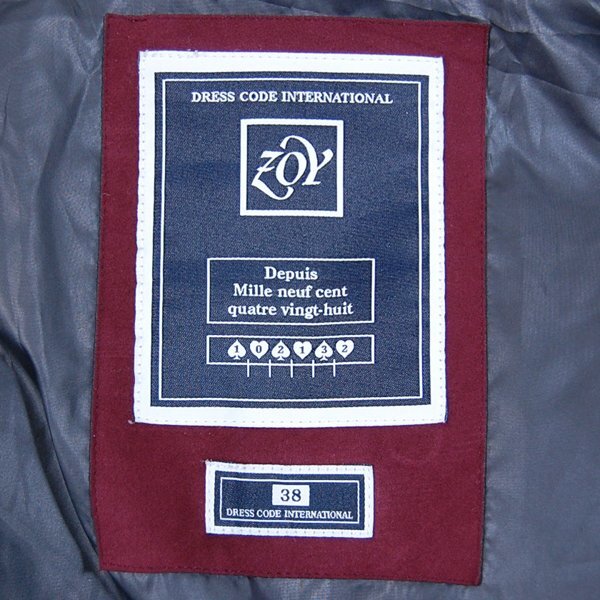 DRESS CODE INTERNATIONAL
ZOY
Depuis
Mille neuf cent
quatre vingt-huit
1 0 2 1 3 2
38
DRESS CODE INTERNATIONAL